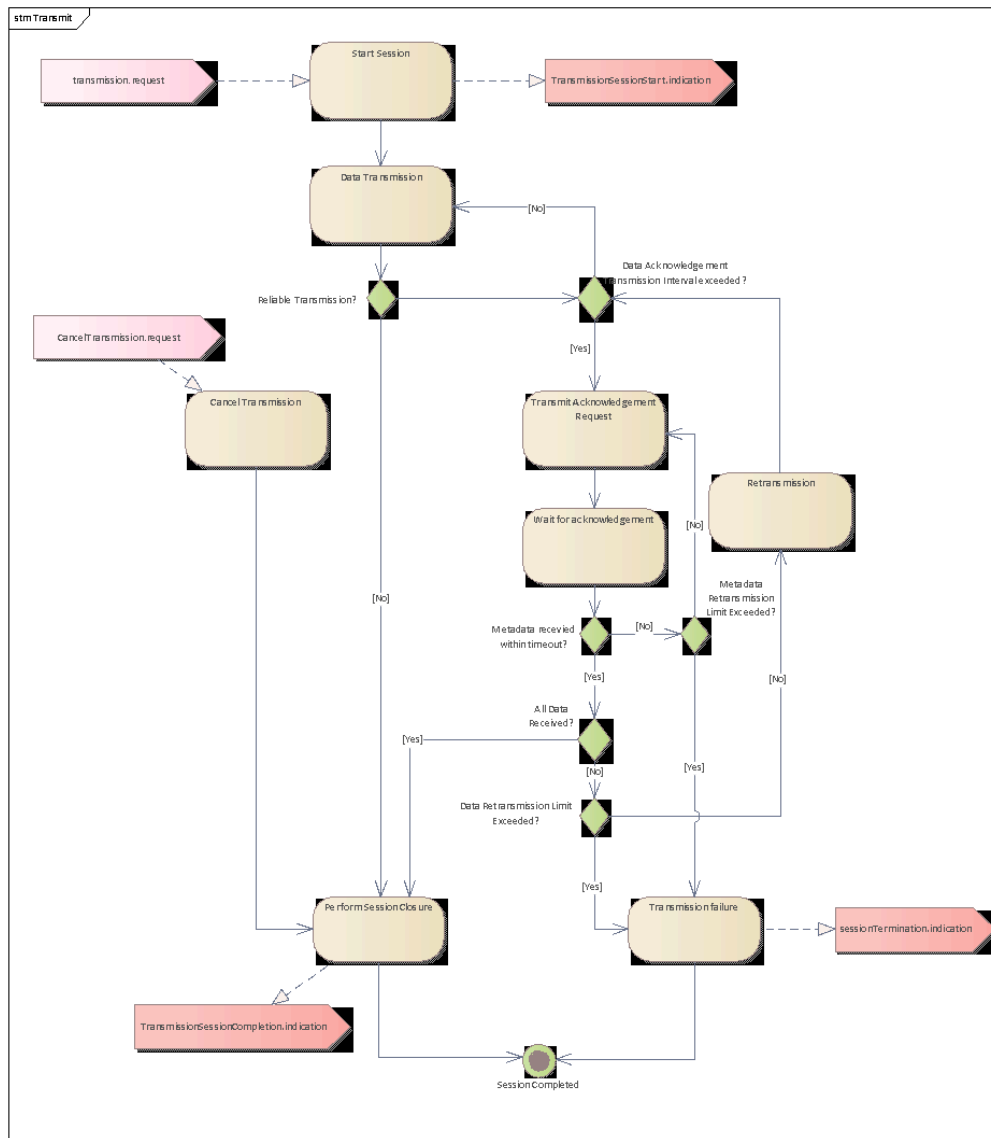 stm Transmit
Start Session
transmission.request
TransmissionSessionStart.indication
Data Transmission
[No]
Data Acknowledgement
Transmission Interval exceeded ?
Reliable Transmission?
CancelTransmission.request
[Yes]
Cancel Transmission
Transmit Acknowledgement
Request
Retransmission
Wait for acknowledgement
[No]
[No]
Metadata
Retransmission
Limit Exceeded?
Metadata recevied
within timeout?
[No]
[Yes]
[No]
All Data
Received?
[Yes]
[No]
[Yes]
Data Retransmission Limit
Exceeded?
[Yes]
Perform Session Closure
Transmission failure
sessionTermination.indication
TransmissionSessionCompletion.indication
Session Completed